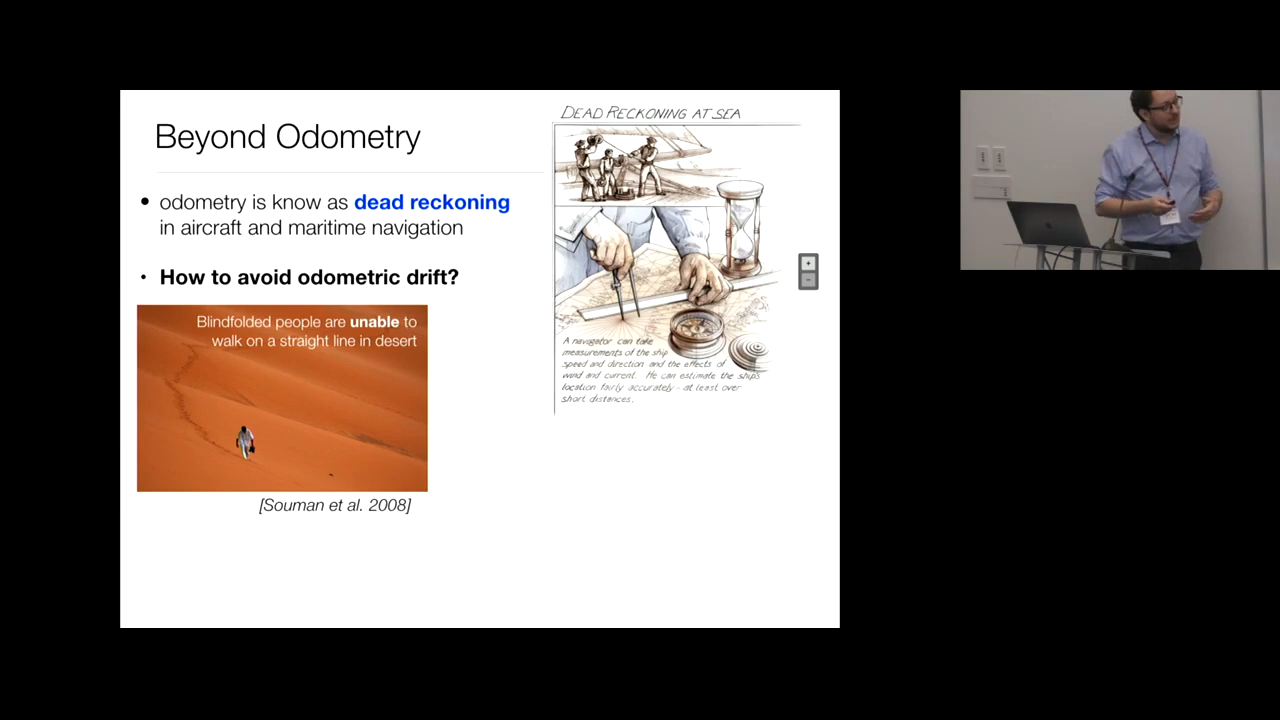 Beyond Odometry
• odometry is know as dead reckoning
in aircraft and maritime navigation
• How to avoid odometric drift?
Blindfolded people are unable to
walk on a straight line in desert
[Souman et al. 2008]
DEAD RECKONING AT SEA
A navigator can take
measurements of the ship
speed and direction and the effects of
wind and current. He can estimate the ship's
location fairly accurately - at least over
short distances.